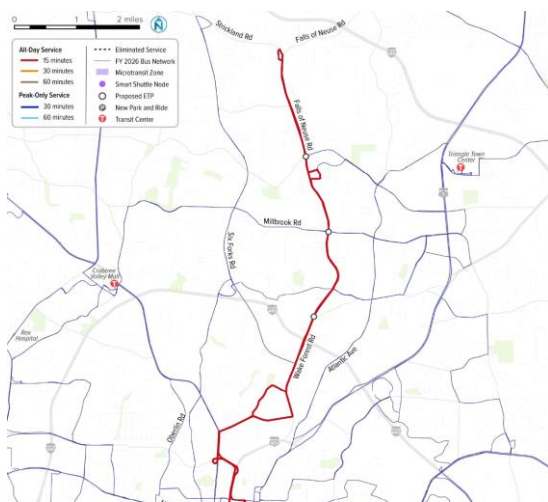 0 1 2 miles
N
All-Day Service
15 minutes
30 minutes
60 minutes
Peak-Only Service
30 minutes
60 minutes
Eliminated Service
FY 2026 Bus Network
Microtransit Zone
Smart Shuttle Node
Proposed ETP
P New Park and Ride
T Transit Center
Strickland Rd
Falls of Neuse Rd
Falls of Neuse Rd
Triangle Town
Center
T
Millbrook Rd
Six Forks Rd
Crabtree
Valley Mall
T
Rex
Hospital
Wake Forest Rd
Atlantic Ave
Oberlin Rd